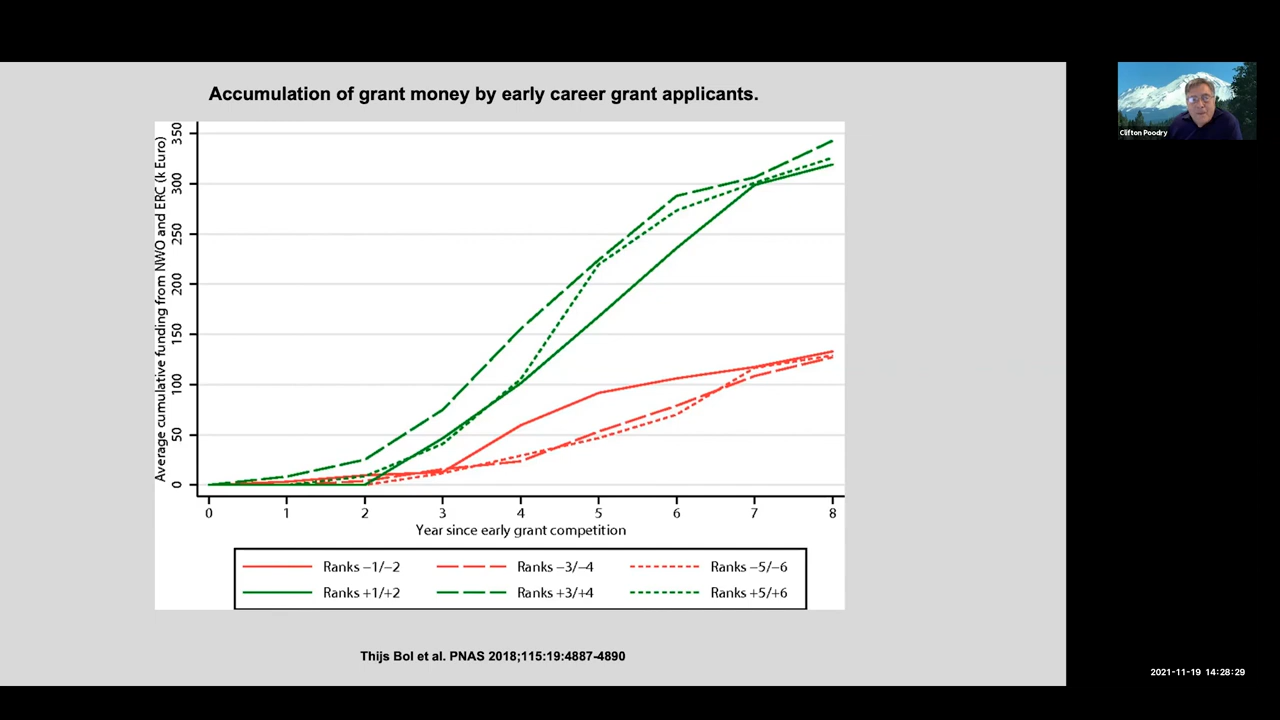 Accumulation of grant money by early career grant applicants.
Average cumulative funding from NWO and ERC (k Euro)
350
300
250
200
150
100
50
0
0 1 2 3 4 5 6 7 8
Year since early grant competition
Ranks −1/−2 Ranks −3/−4 Ranks −5/−6
Ranks +1/+2 Ranks +3/+4 Ranks +5/+6
Thijs Bol et al. PNAS 2018;115:19:4887-4890
Clifton Poodry
2021-11-19 14:28:29